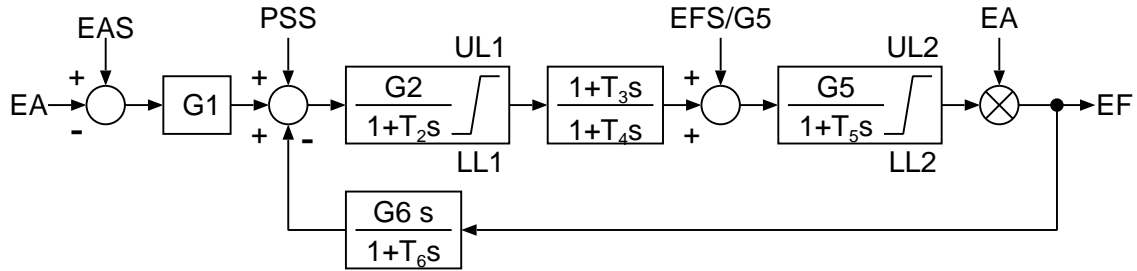 EAS
PSS
EFS/G5
EA
UL1
UL2
+
EA
-
G1
+
+
-
G2
1+T₂s
LL1
1+T₃s
1+T₄s
+
+
G5
1+T₅s
LL2
EF
G6 s
1+T₆s